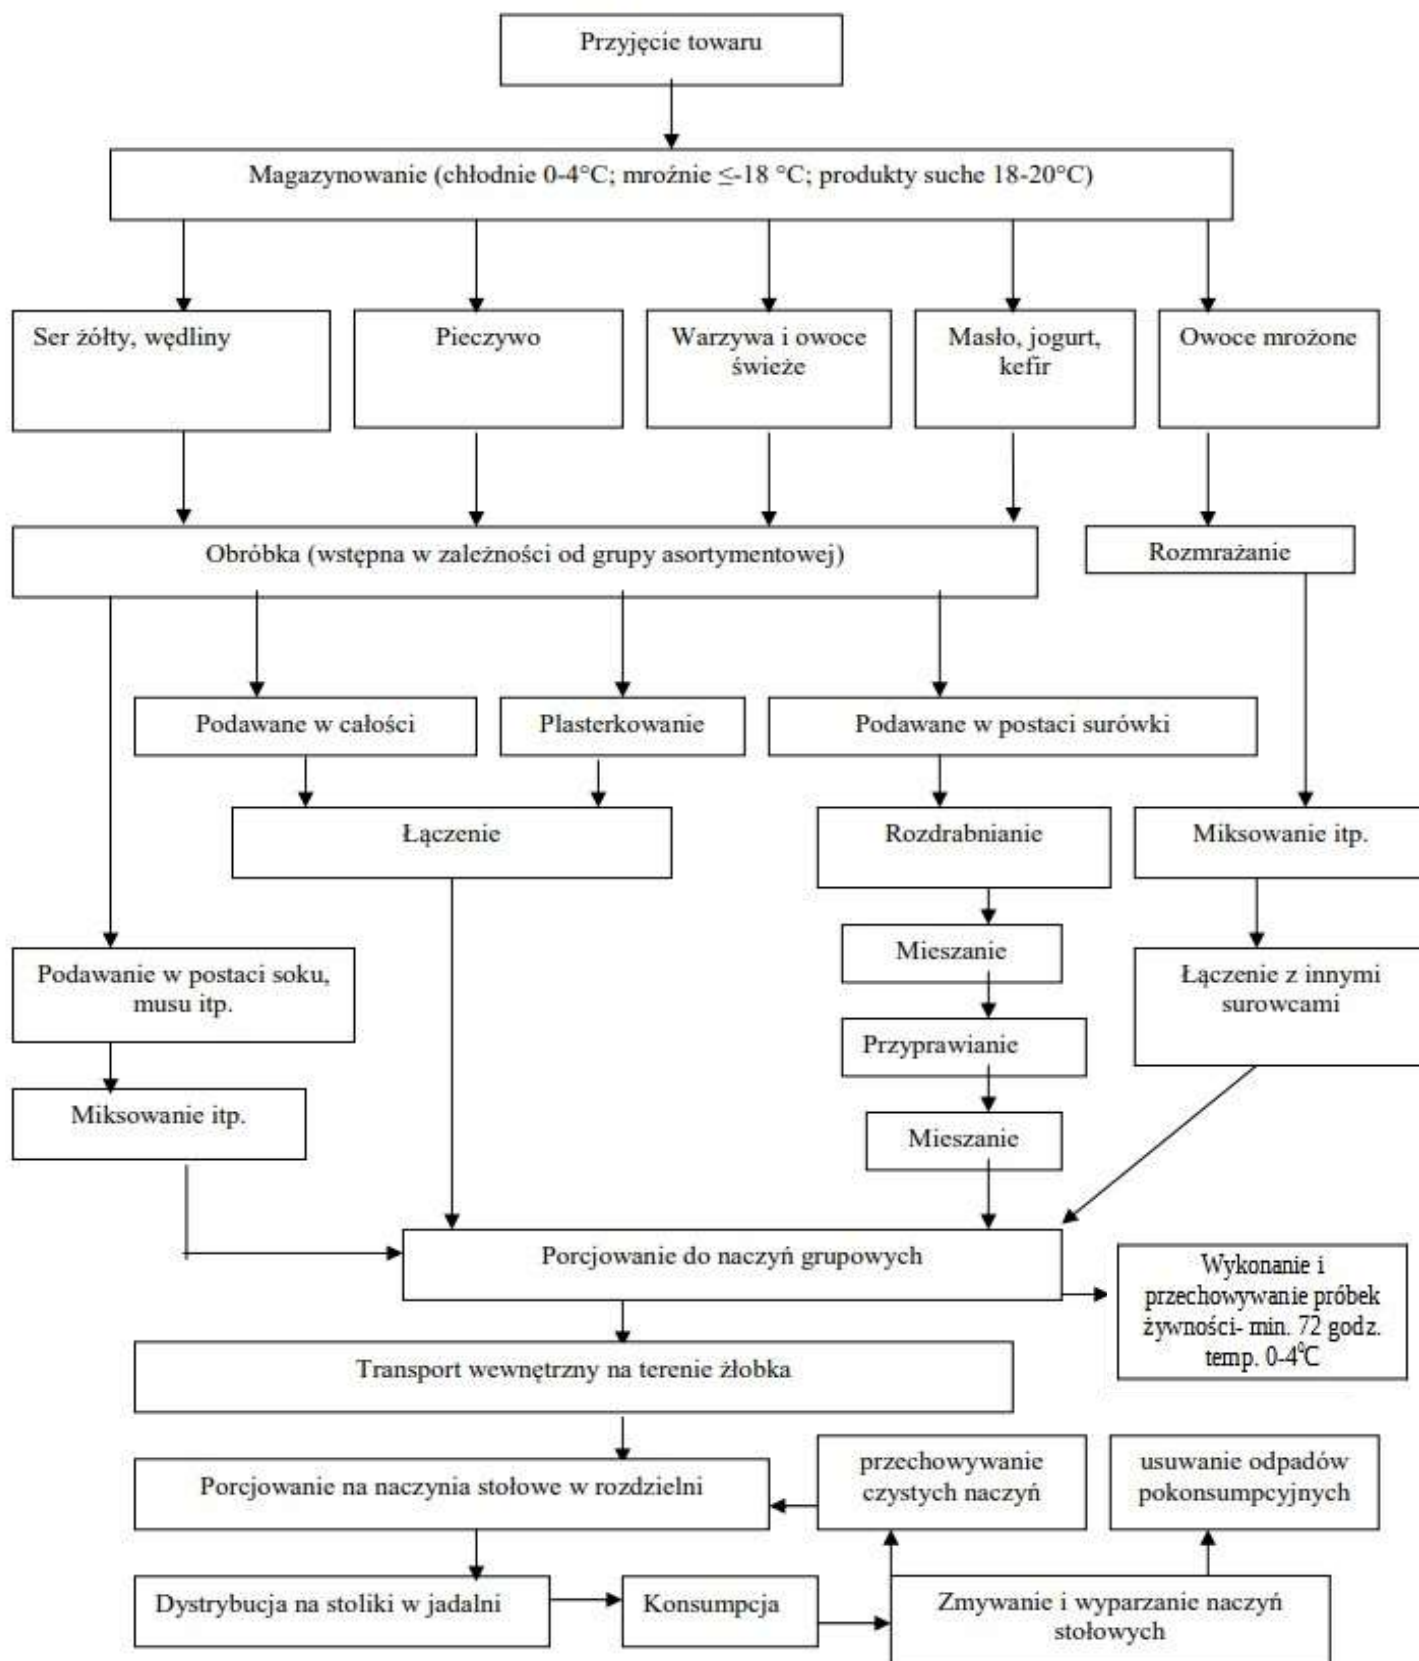 Przyjęcie towaru
Magazynowanie (chłodnie 0-4°C; mroźnie ≤-18 °C; produkty suche 18-20°C)
Ser żółty, wędliny
Pieczywo
Warzywa i owoce
świeże
Masło, jogurt,
kefir
Owoce mrożone
Obróbka (wstępna w zależności od grupy asortymentowej)
Rozmrażanie
Podawane w całości
Plasterkowanie
Podawane w postaci surówki
Łączenie
Rozdrabnianie
Miksowanie itp.
Mieszanie
Podawanie w postaci soku,
musu itp.
Łączenie z innymi
surowcami
Przyprawianie
Miksowanie itp.
Mieszanie
Porcjowanie do naczyń grupowych
Wykonanie i
przechowywanie próbek
żywności- min. 72 godz.
temp. 0-4⁰C
Transport wewnętrzny na terenie żłobka
Porcjowanie na naczynia stołowe w rozdzielni
przechowywanie
czystych naczyń
usuwanie odpadów
pokonsumpcyjnych
Dystrybucja na stoliki w jadalni
Konsumpcja
Zmywanie i wyparzanie naczyń
stołowych